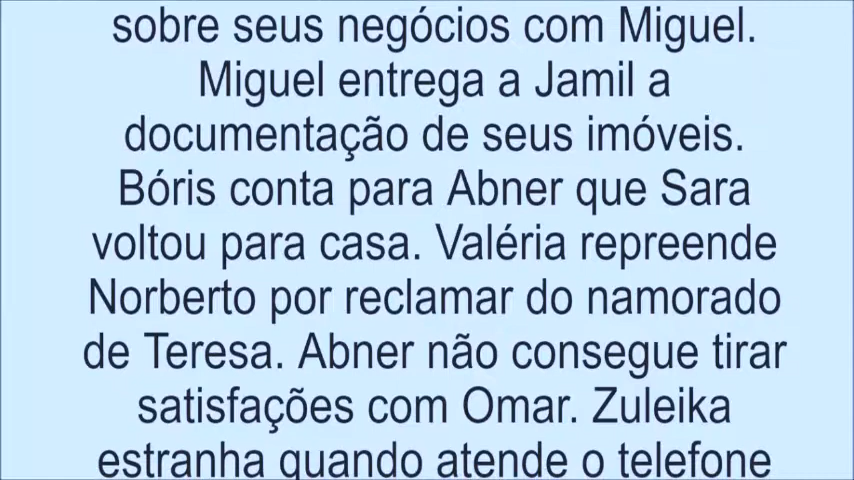 sobre seus negócios com Miguel.
Miguel entrega a Jamil a
documentação de seus imóveis.
Bóris conta para Abner que Sara
voltou para casa. Valéria repreende
Norberto por reclamar do namorado
de Teresa. Abner não consegue tirar
satisfações com Omar. Zuleika
estranha quando atende o telefone